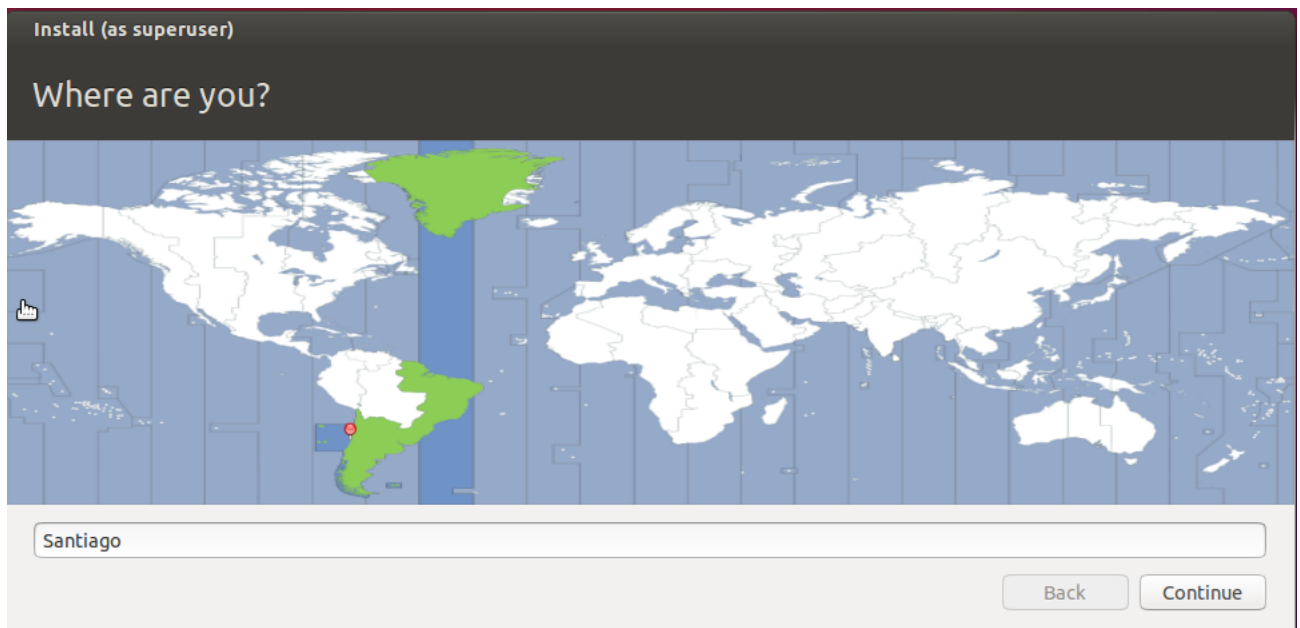 Install (as superuser)
Where are you?
Santiago
Back
Continue